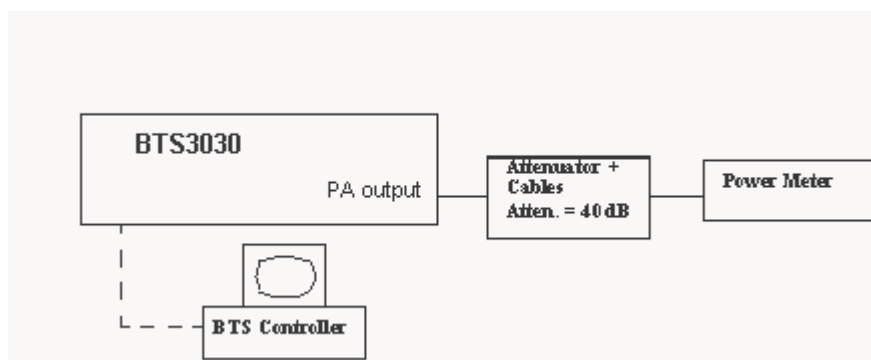 BTS3030
PA output
Attenuator +
Cables
Atten. = 40 dB
Power Meter
BTS Controller